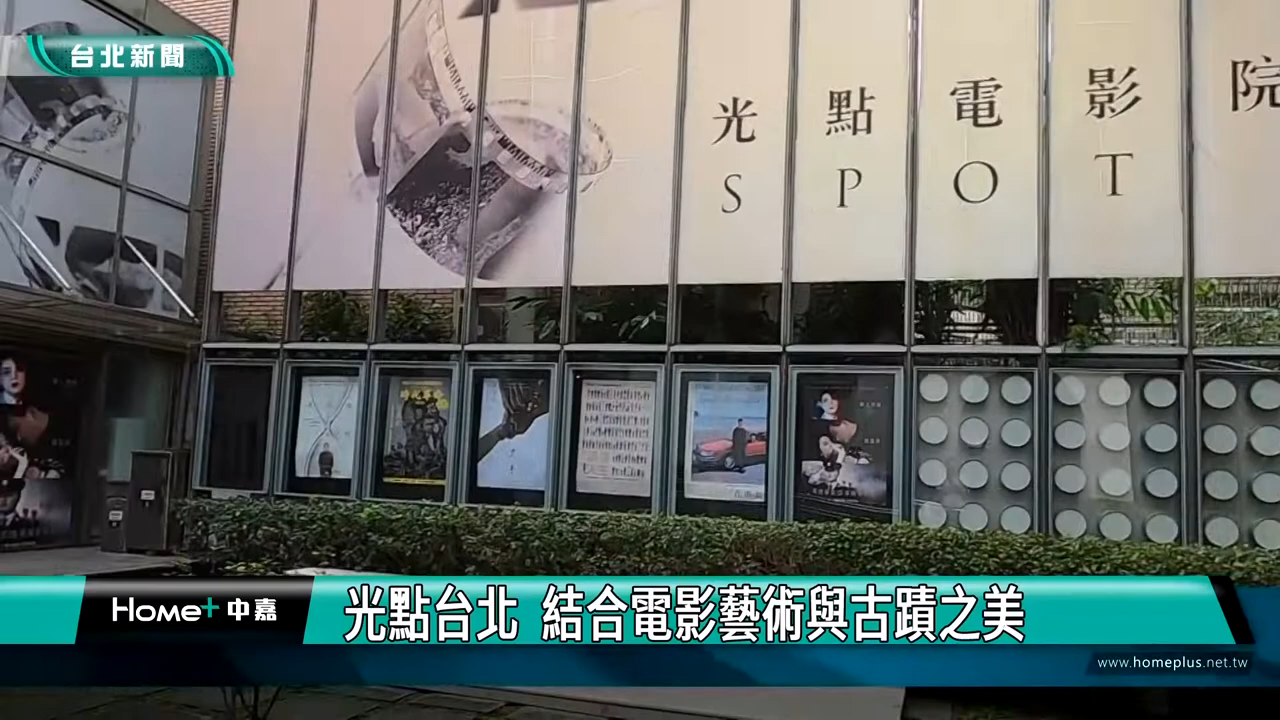 台北新聞
光點電影院
SPOT
Home+中嘉
光點台北 結合電影藝術與古蹟之美
www.homeplus.net.tw